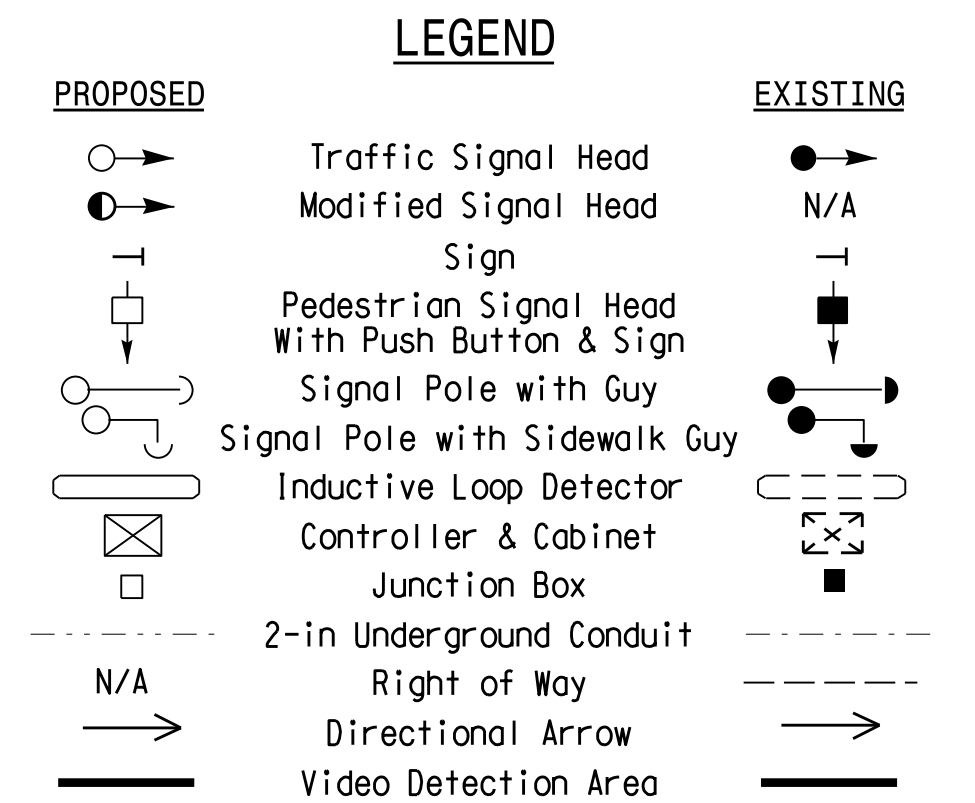 LEGEND
PROPOSED EXISTING
Traffic Signal Head
Modified Signal Head N/A
Sign
Pedestrian Signal Head
With Push Button & Sign
Signal Pole with Guy
Signal Pole with Sidewalk Guy
Inductive Loop Detector
Controller & Cabinet
Junction Box
2-in Underground Conduit
N/A Right of Way
Directional Arrow
Video Detection Area